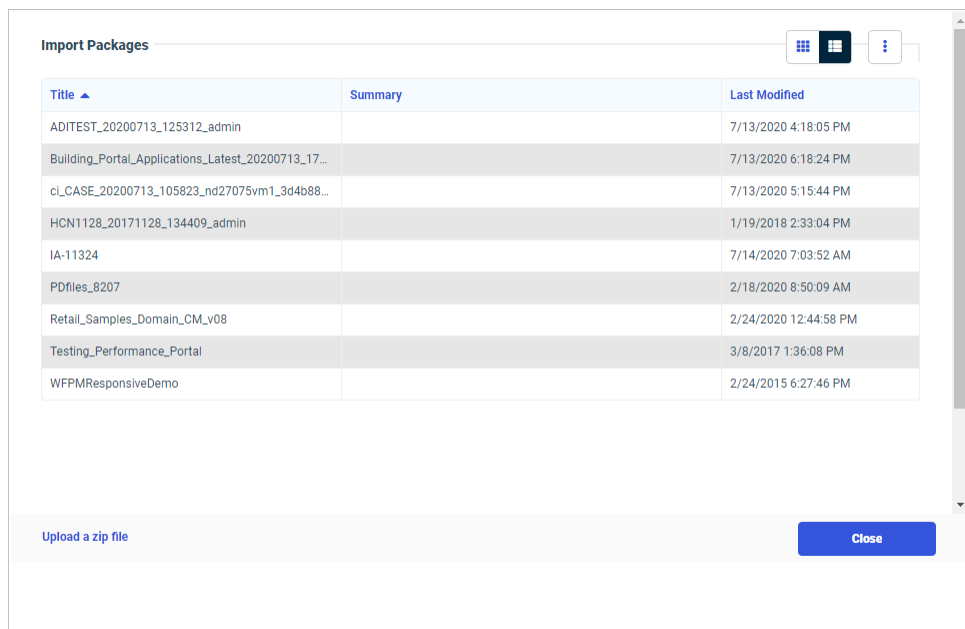 Import Packages
Title Summary Last Modified
ADITEST_20200713_125312_admin 7/13/2020 4:18:05 PM
Building_Portal_Applications_Latest_20200713_17... 7/13/2020 6:18:24 PM
ci_CASE_20200713_105823_nd27075vm1_3d4b88... 7/13/2020 5:15:44 PM
HCN1128_20171128_134409_admin 1/19/2018 2:33:04 PM
IA-11324 7/14/2020 7:03:52 AM
PDfiles_8207 2/18/2020 8:50:09 AM
Retail_Samples_Domain_CM_v08 2/24/2020 12:44:58 PM
Testing_Performance_Portal 3/8/2017 1:36:08 PM
WFPMResponsiveDemo 2/24/2015 6:27:46 PM
Upload a zip file Close